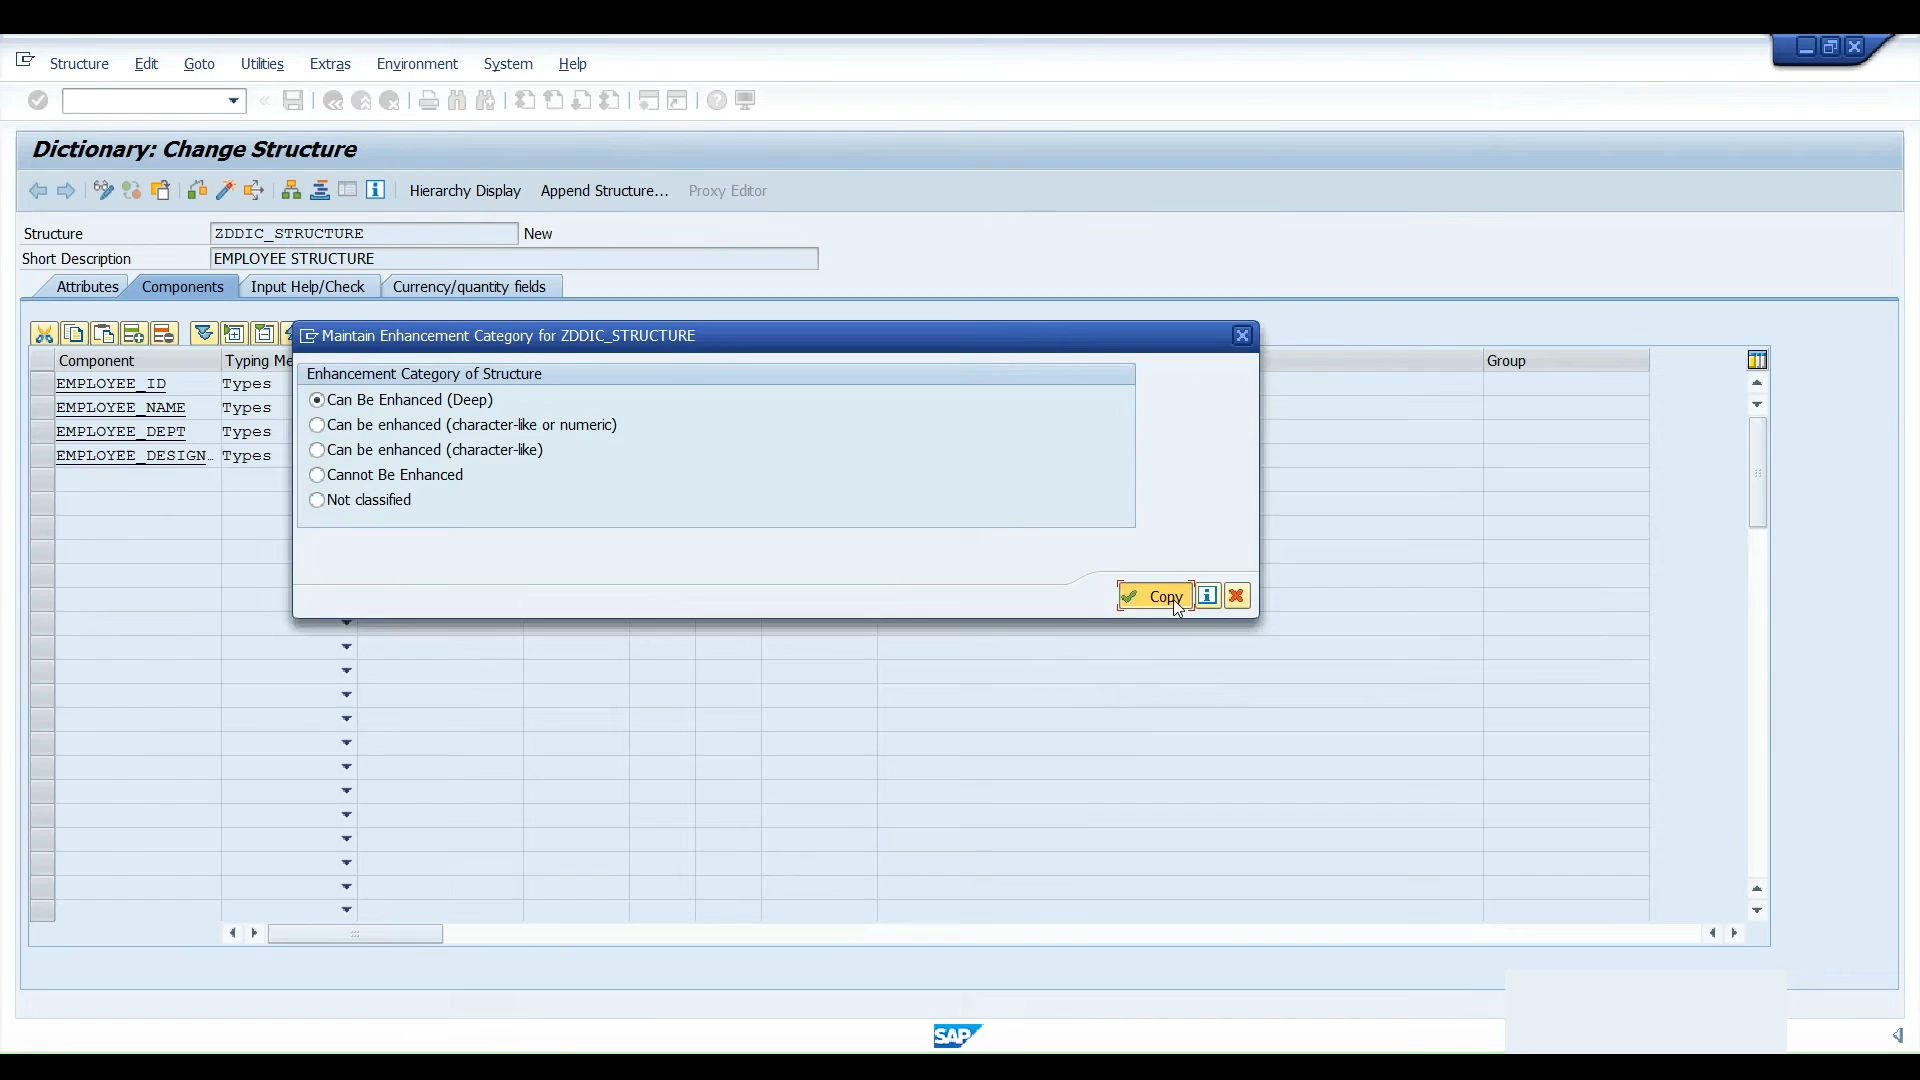 Structure Edit Goto Utilities Extras Environment System Help
Dictionary: Change Structure
Hierarchy Display Append Structure... Proxy Editor
Structure ZDDIC_STRUCTURE New
Short Description EMPLOYEE STRUCTURE
Attributes Components Input Help/Check Currency/quantity fields
Maintain Enhancement Category for ZDDIC_STRUCTURE
Component Typing Me Group
Enhancement Category of Structure
EMPLOYEE_ID Types
Can Be Enhanced (Deep)
EMPLOYEE_NAME Types
Can be enhanced (character-like or numeric)
EMPLOYEE_DEPT Types
Can be enhanced (character-like)
EMPLOYEE_DESIGN... Types
Cannot Be Enhanced
Not classified
Copy
SAP